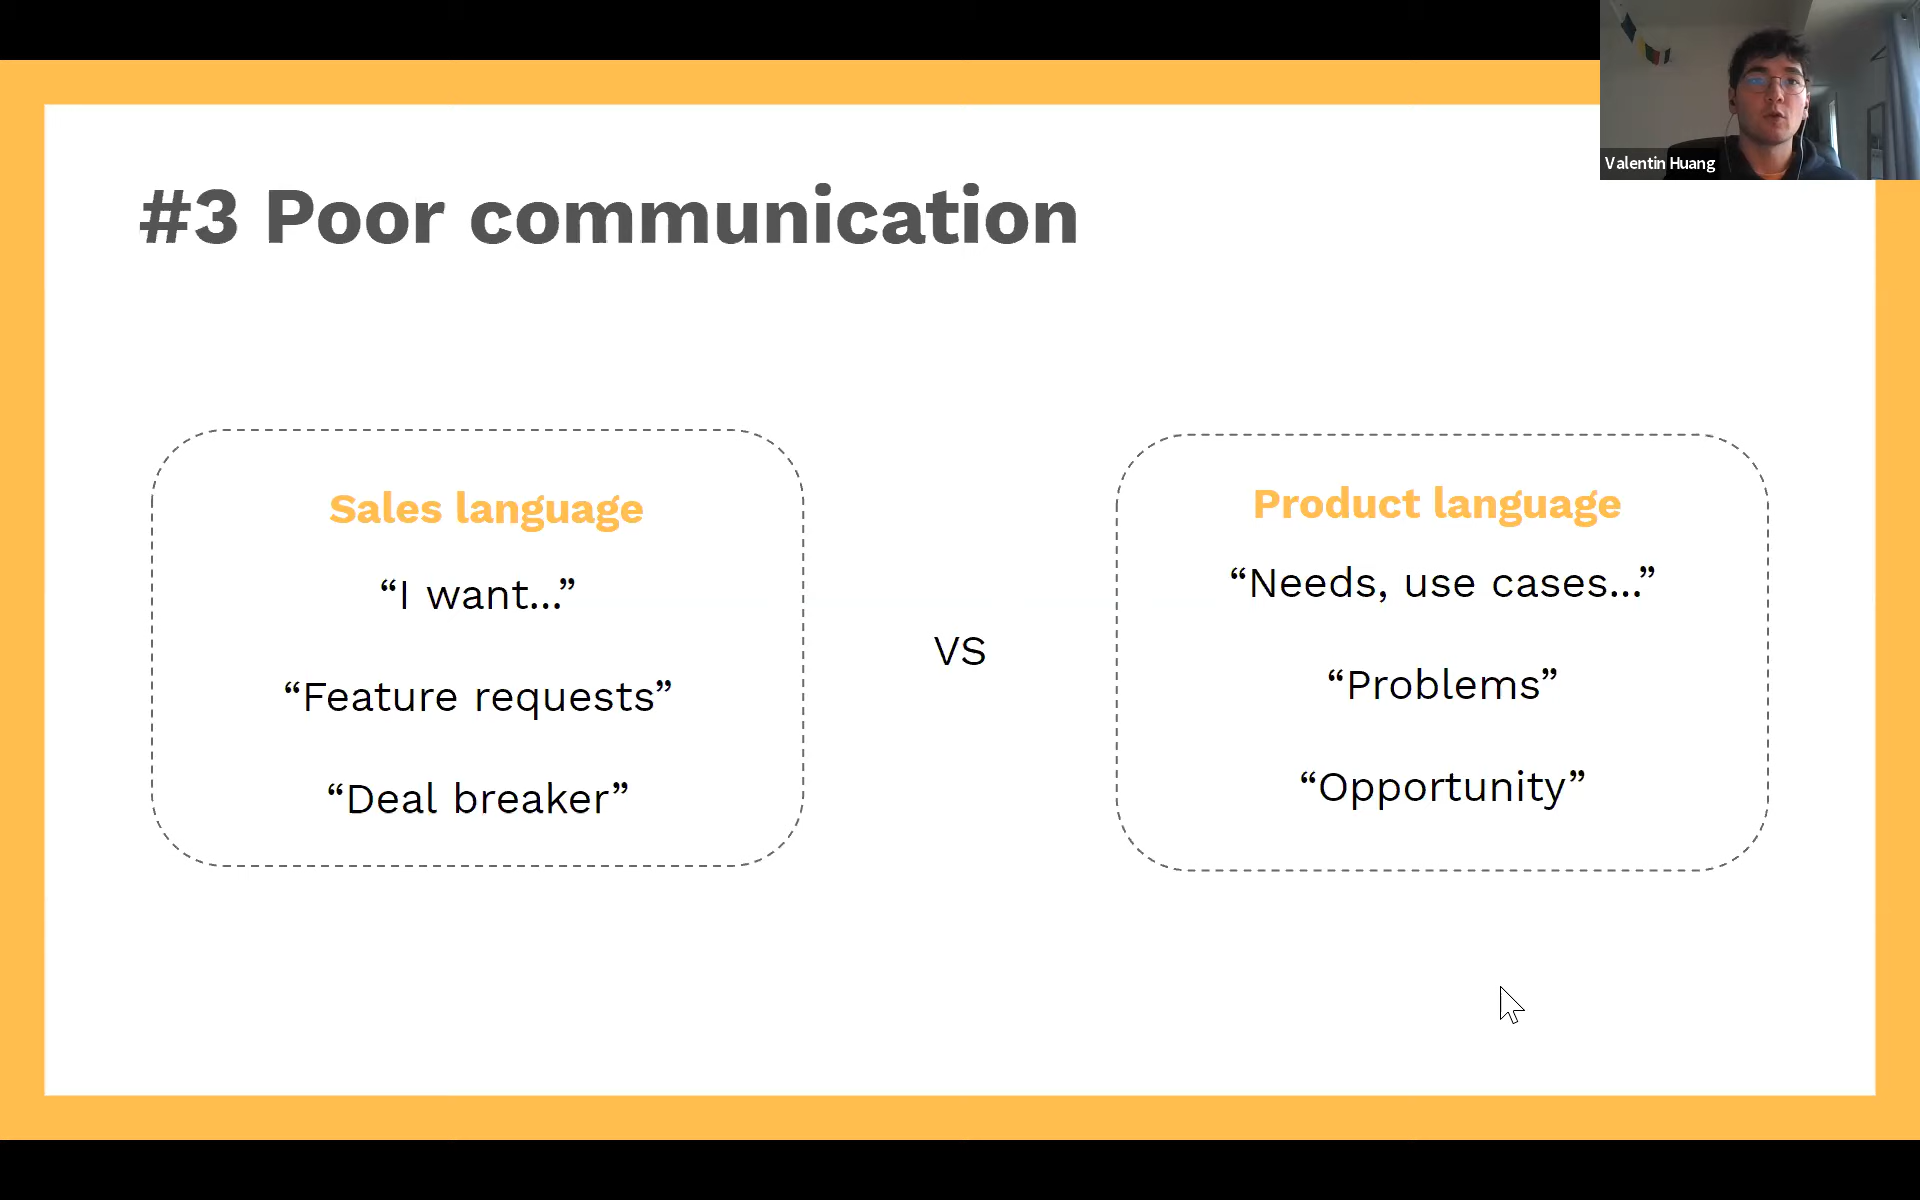 #3 Poor communication
Valentin Huang
Sales language
“I want...”
“Feature requests”
“Deal breaker”
VS
Product language
“Needs, use cases...”
“Problems”
“Opportunity”